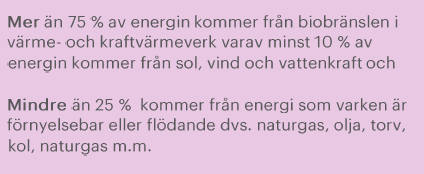 Mer än 75 % av energin kommer från biobränslen i
värme- och kraftvärmeverk varav minst 10 % av
energin kommer från sol, vind och vattenkraft och
Mindre än 25 % kommer från energi som varken är
förnyelsebar eller flödande dvs. naturgas, olja, torv,
kol, naturgas m.m.